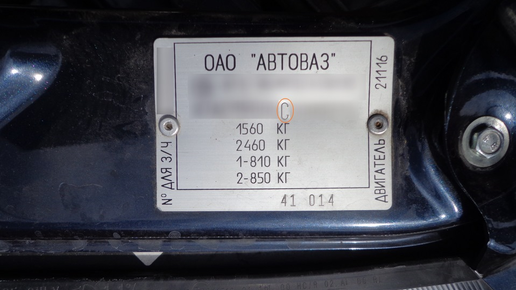 ОАО "АВТОВАЗ"
С
1560 КГ
2460 КГ
1-810 КГ
2-850 КГ
41 014
№ ДЛЯ З/Ч
ДВИГАТЕЛЬ 21116